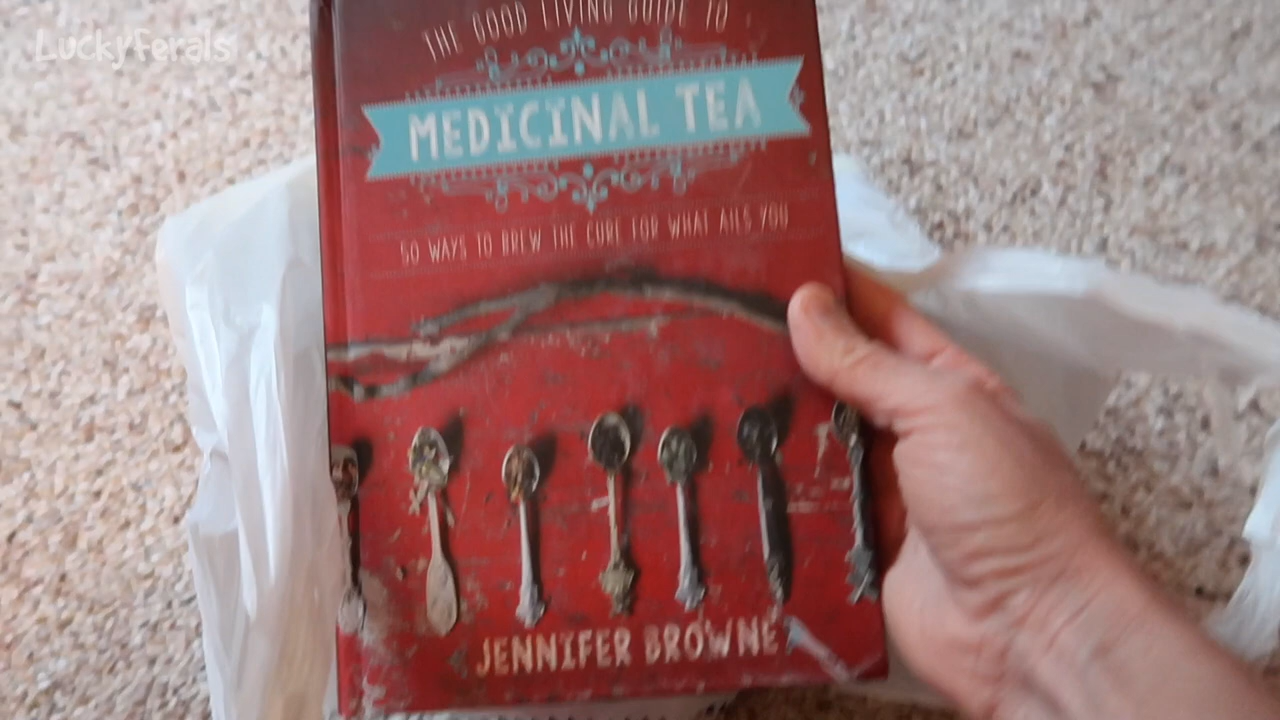 LuckyFerals
THE GOOD LIVING GUIDE TO
MEDICINAL TEA
50 WAYS TO BREW THE CURE FOR WHAT AILS YOU
JENNIFER BROWNE